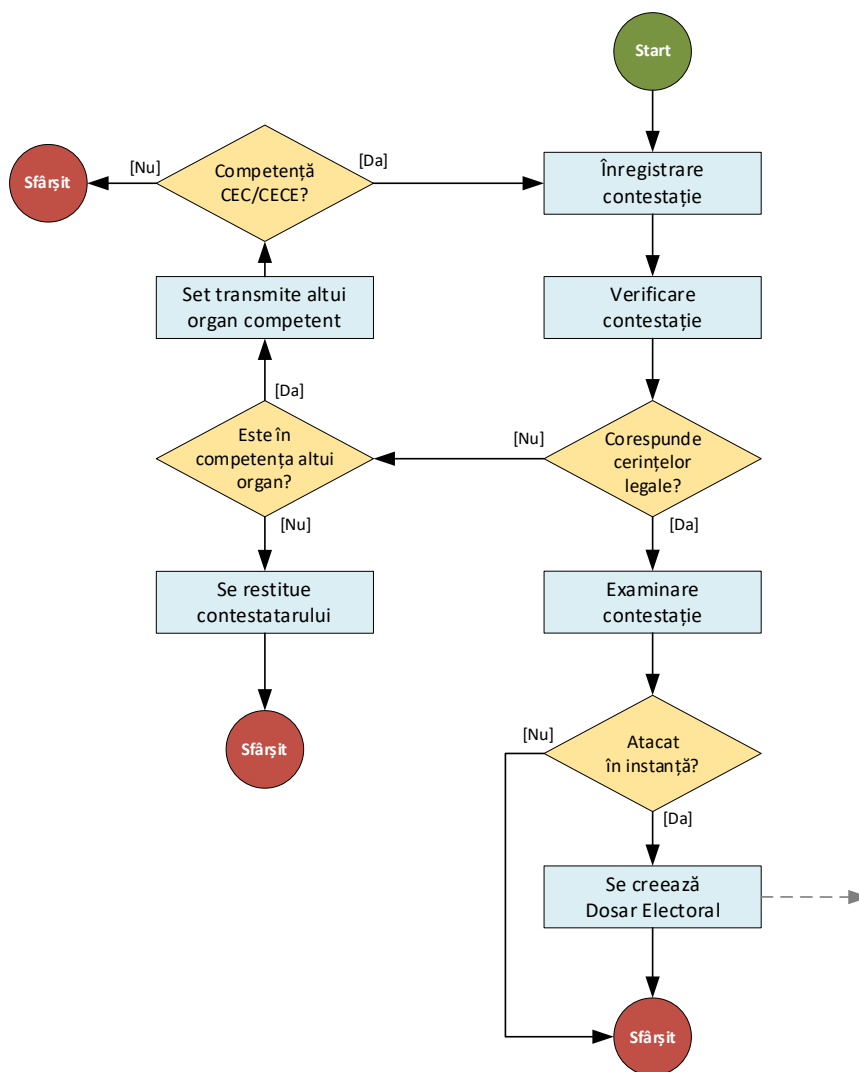 Start
[Nu]
Competență
CEC/CECE?
[Da]
Sfârșit
Înregistrare
contestație
Set transmite altui
organ competent
Verificare
contestație
[Da]
Este în
competența altui
organ?
[Nu]
Corespunde
cerințelor
legale?
[Nu]
[Da]
Se restitue
contestatarului
Examinare
contestație
Sfârșit
[Nu]
Atacat
în instanță?
[Da]
Se creează
Dosar Electoral
Sfârșit